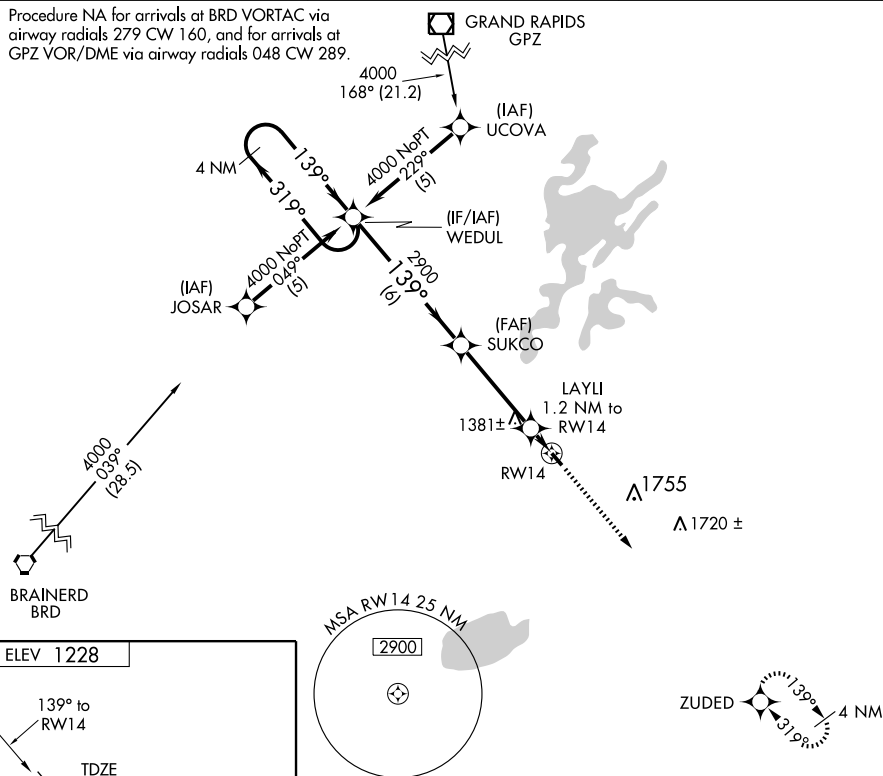 Procedure NA for arrivals at BRD VORTAC via
airway radials 279 CW 160, and for arrivals at
GPZ VOR/DME via airway radials 048 CW 289.
GRAND RAPIDS
GPZ
4000
168° (21.2)
(IAF)
UCOVA
4000 NoPT
229°
(5)
4 NM
139°
319°
(IF/IAF)
WEDUL
4000 NoPT
049°
(5)
(IAF)
JOSAR
2900
139°
(6)
(FAF)
SUKCO
LAYLI
1.2 NM to
RW14
1381±
RW14
1755
1720 ±
4000
039°
(28.5)
BRAINERD
BRD
MSA RW14 25 NM
2900
ELEV 1228
139° to
RW14
TDZE
ZUDED
139°
319°
4 NM